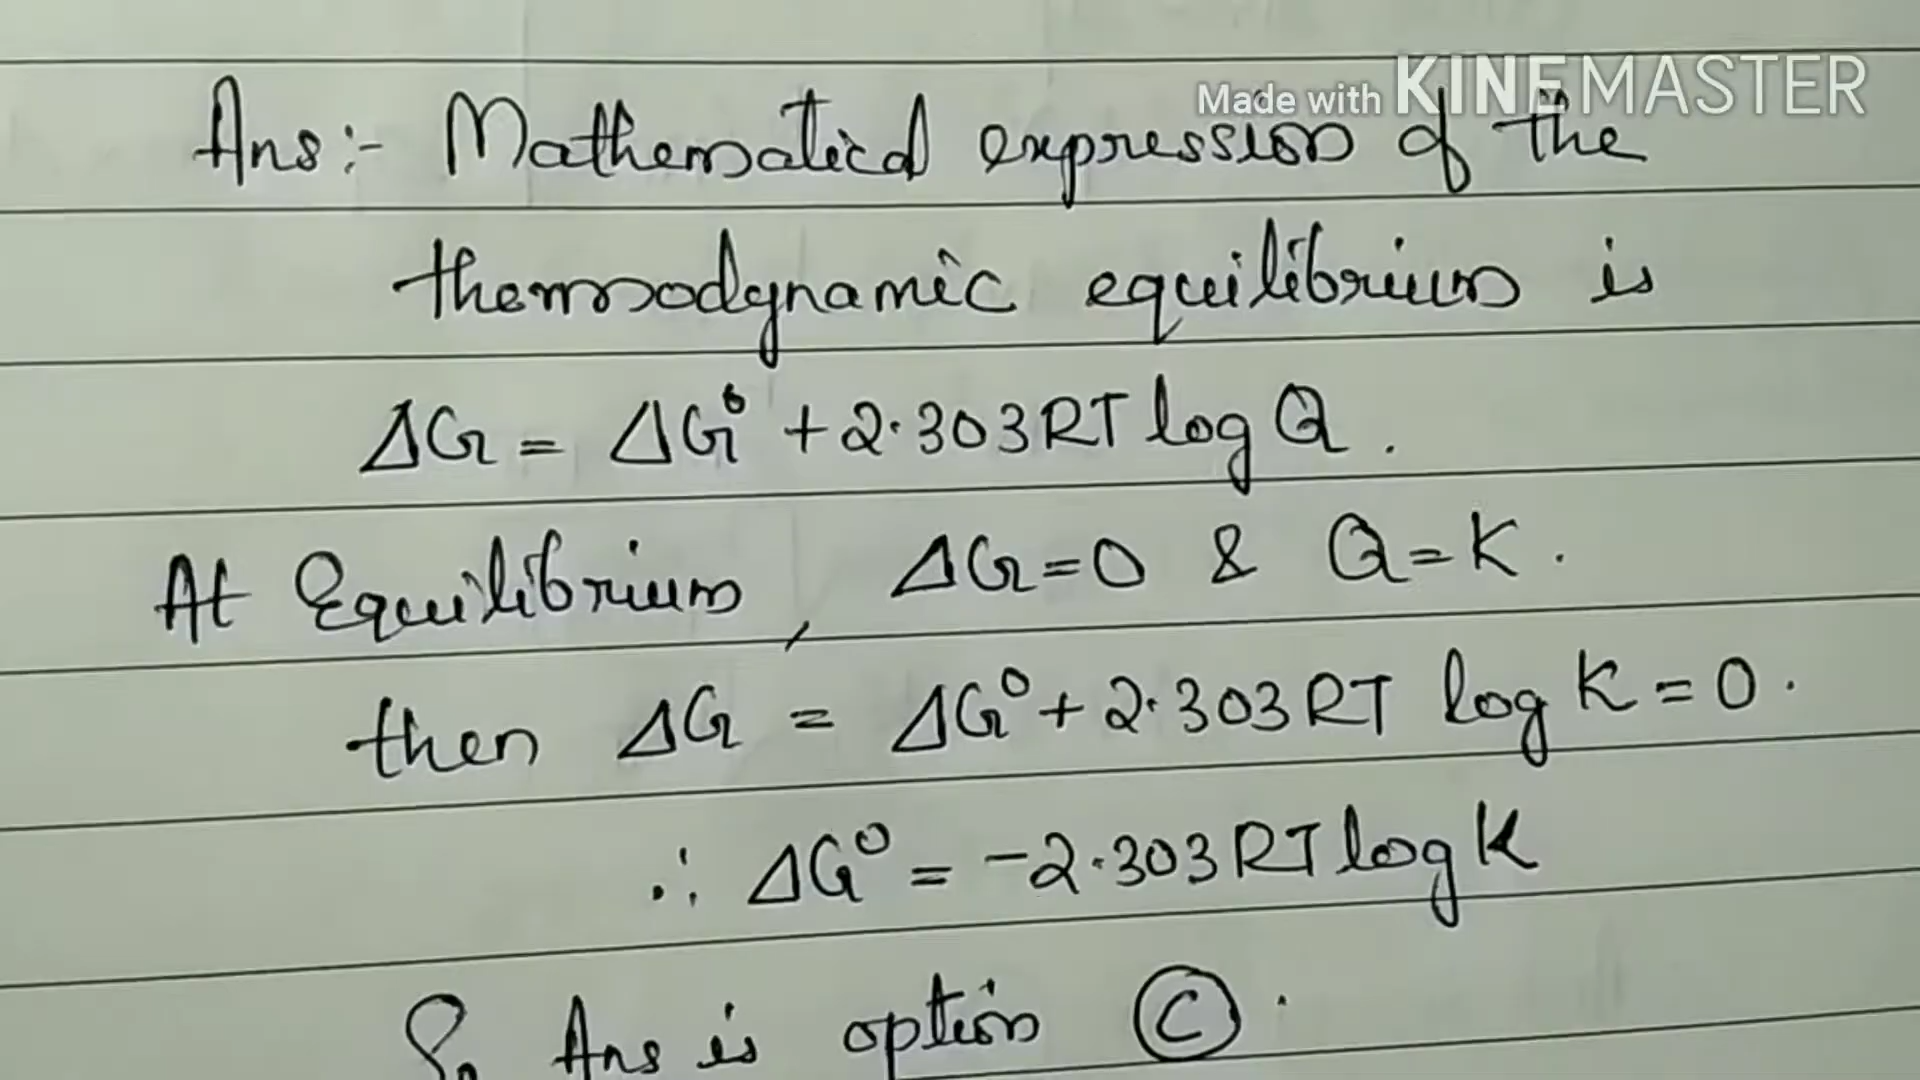 Made with KINEMASTER
Ans:- Mathematical expression of the
thermodynamic equilibrium is
ΔG = ΔG° + 2.303RT log Q.
At Equilibrium, ΔG=0 & Q=K.
then ΔG = ΔG° + 2.303RT log K = 0.
∴ ΔG° = -2.303RT log K
So Ans is option C.